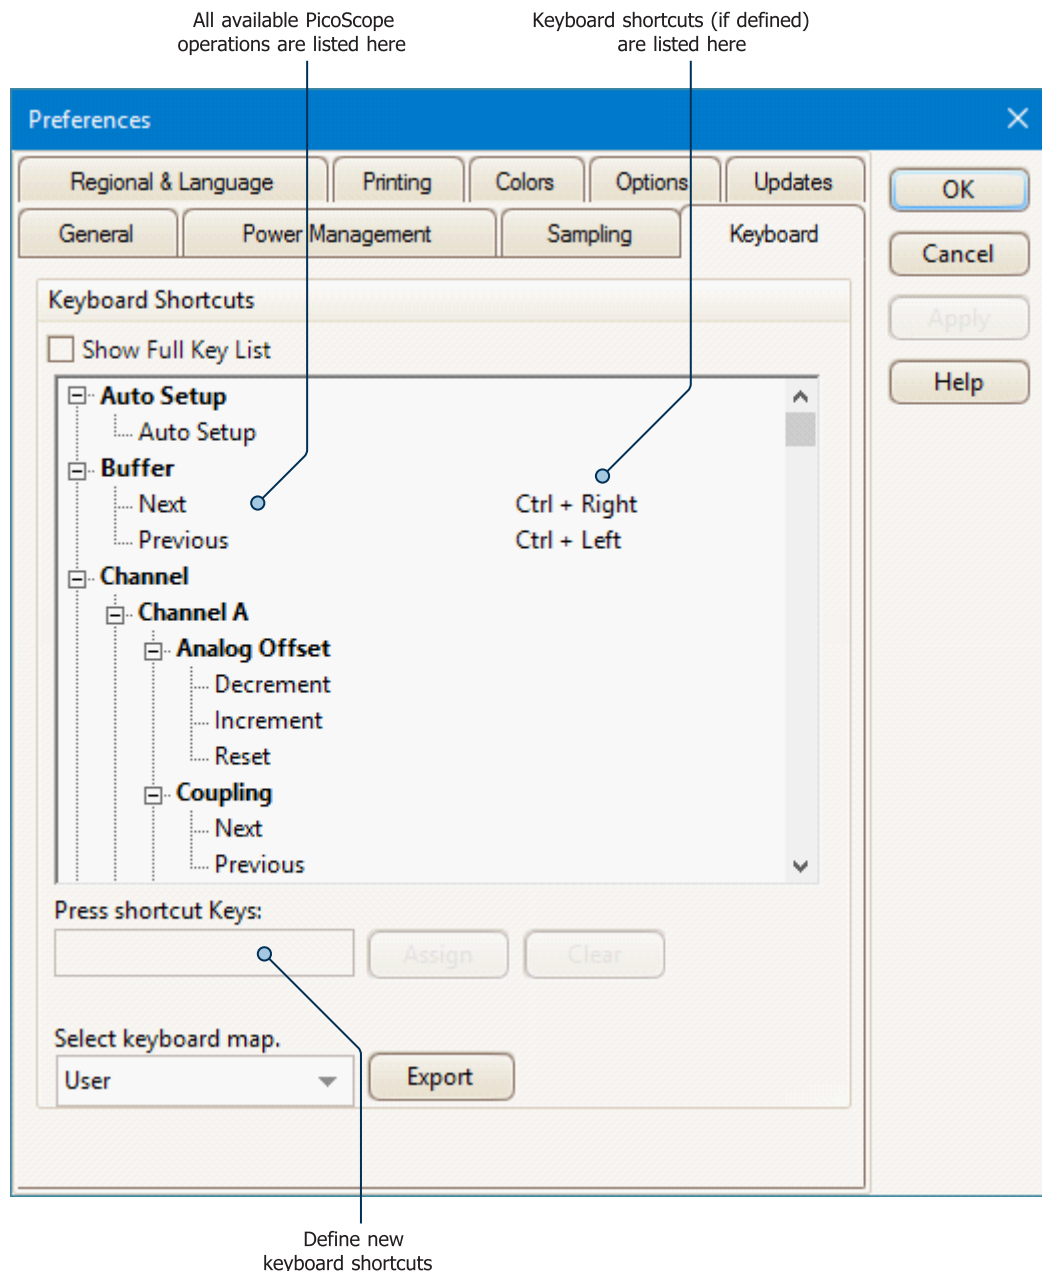 All available PicoScope
operations are listed here
Keyboard shortcuts (if defined)
are listed here
Preferences
Regional & Language
Printing
Colors
Options
Updates
General
Power Management
Sampling
Keyboard
OK
Cancel
Apply
Help
Keyboard Shortcuts
Show Full Key List
Auto Setup
Auto Setup
Buffer
Next Ctrl + Right
Previous Ctrl + Left
Channel
Channel A
Analog Offset
Decrement
Increment
Reset
Coupling
Next
Previous
Press shortcut Keys:
Assign
Clear
Select keyboard map.
User
Export
Define new
keyboard shortcuts